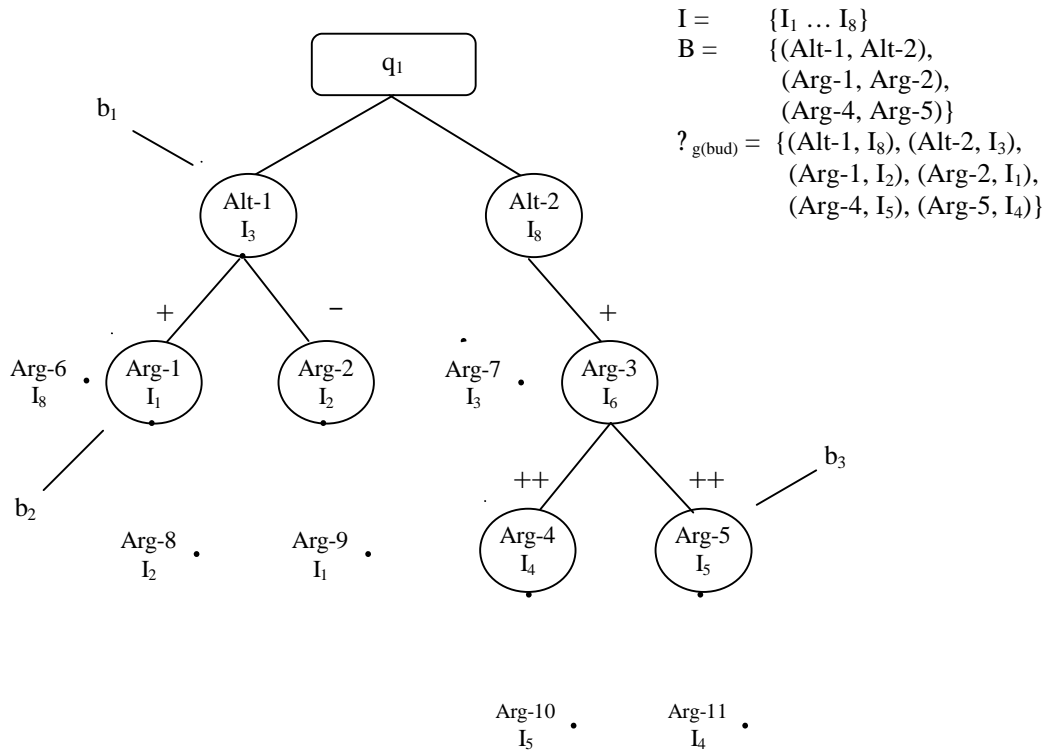 I = {I₁ … I₈}
B = {(Alt-1, Alt-2),
(Arg-1, Arg-2),
(Arg-4, Arg-5)}
? g(bud) = {(Alt-1, I₈), (Alt-2, I₃),
(Arg-1, I₂), (Arg-2, I₁),
(Arg-4, I₅), (Arg-5, I₄)}
q₁
b₁
Alt-1
I₃
Alt-2
I₈
+
−
+
Arg-6
I₈
Arg-1
I₁
Arg-2
I₂
Arg-7
I₃
Arg-3
I₆
b₂
++
++
b₃
Arg-8
I₂
Arg-9
I₁
Arg-4
I₄
Arg-5
I₅
Arg-10
I₅
Arg-11
I₄